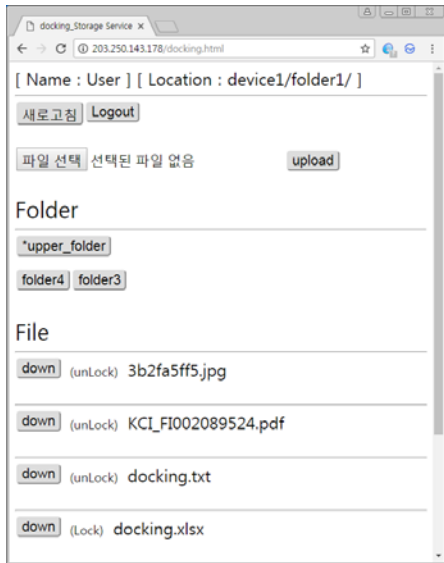 docking_Storage Service
203.250.143.178/docking.html
[ Name : User ] [ Location : device1/folder1/ ]
새로고침 Logout
파일 선택 선택된 파일 없음 upload
Folder
*upper_folder
folder4 folder3
File
down (unLock) 3b2fa5ff5.jpg
down (unLock) KCI_FI002089524.pdf
down (unLock) docking.txt
down (Lock) docking.xlsx